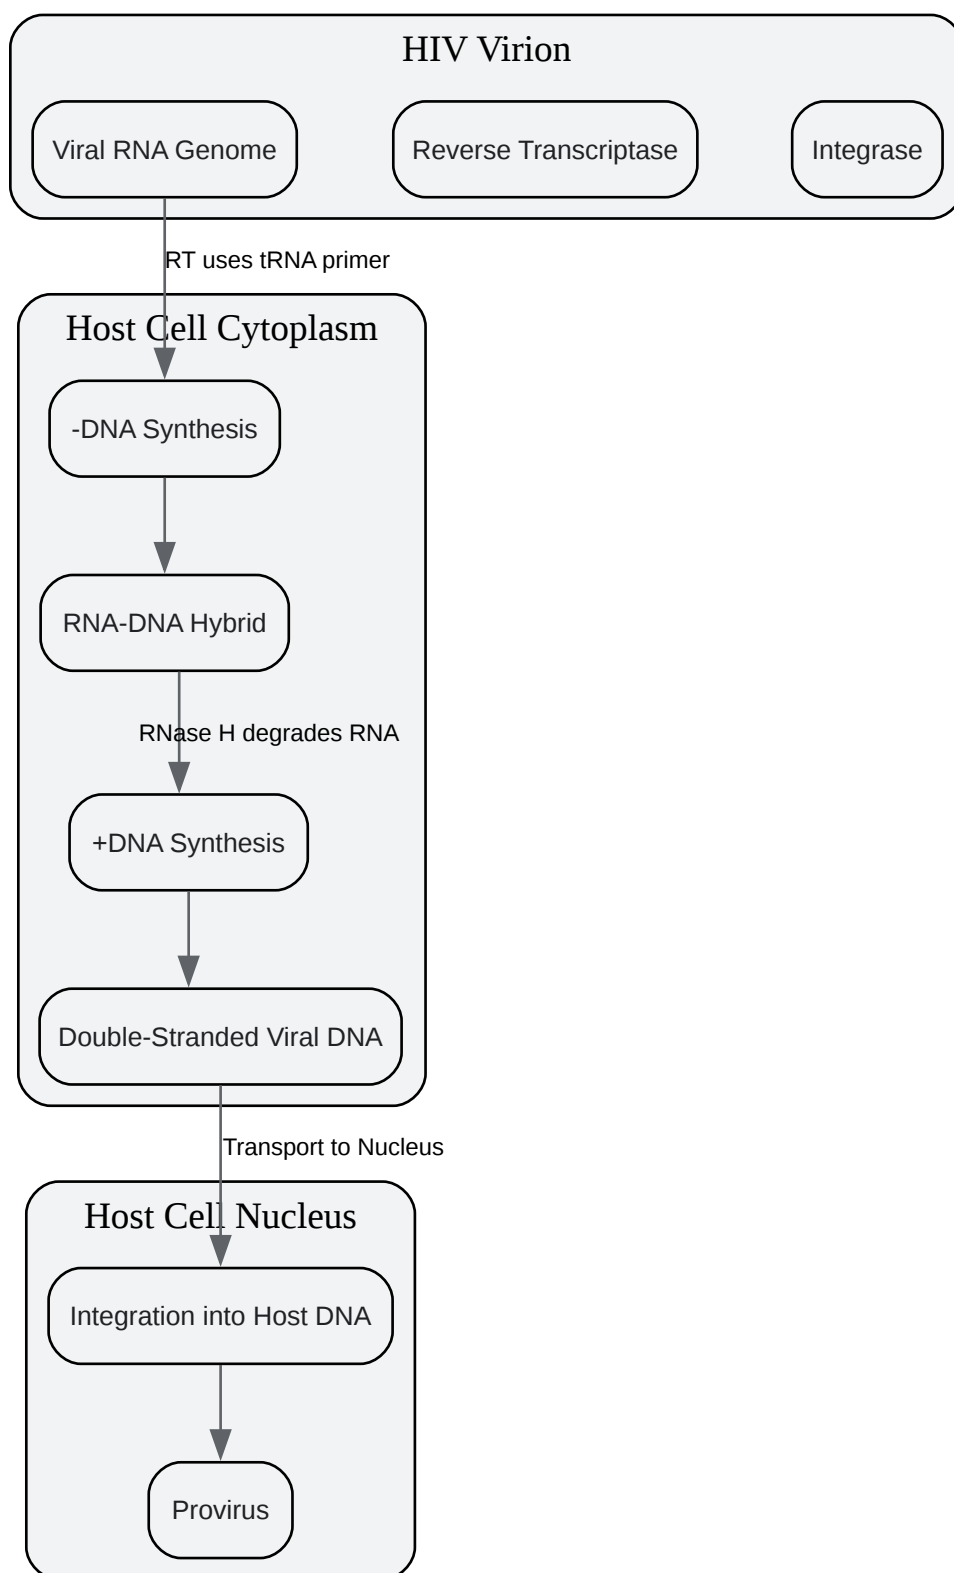 HIV Virion
Viral RNA Genome
Reverse Transcriptase
Integrase
RT uses tRNA primer
Host Cell Cytoplasm
-DNA Synthesis
RNA-DNA Hybrid
RNase H degrades RNA
+DNA Synthesis
Double-Stranded Viral DNA
Transport to Nucleus
Host Cell Nucleus
Integration into Host DNA
Provirus